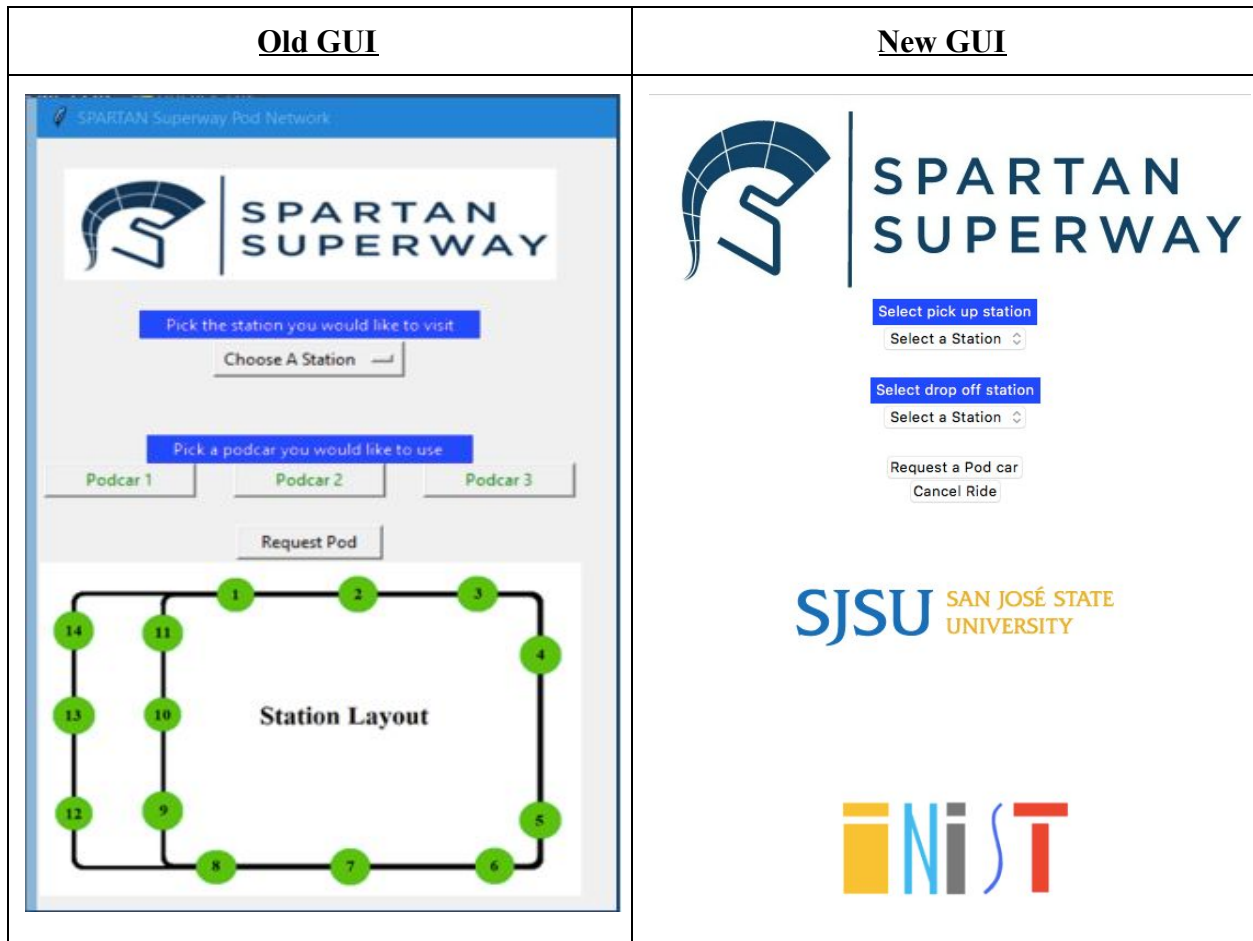 Old GUI
New GUI
SPARTAN Superway Pod Network
SPARTAN
SUPERWAY
Pick the station you would like to visit
Choose A Station
Pick a podcar you would like to use
Podcar 1
Podcar 2
Podcar 3
Request Pod
1
2
3
14
11
4
13
10
Station Layout
12
9
5
8
7
6
SPARTAN
SUPERWAY
Select pick up station
Select a Station
Select drop off station
Select a Station
Request a Pod car
Cancel Ride
SJSU SAN JOSÉ STATE
UNIVERSITY
iNiST